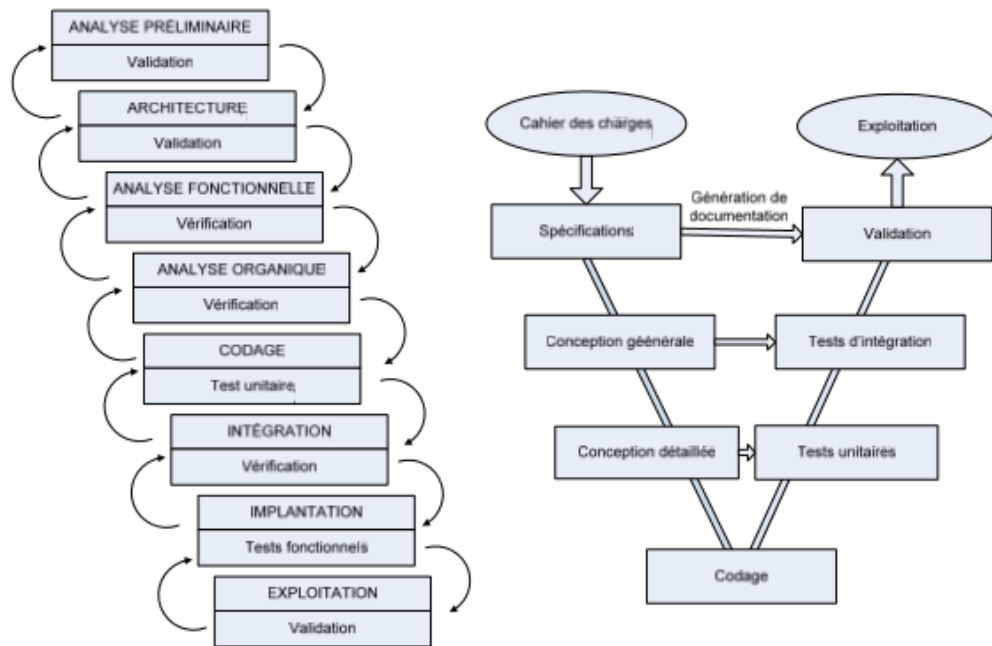 ANALYSE PRÉLIMINAIRE
Validation
ARCHITECTURE
Validation
ANALYSE FONCTIONNELLE
Vérification
ANALYSE ORGANIQUE
Vérification
CODAGE
Test unitaire
INTÉGRATION
Vérification
IMPLANTATION
Tests fonctionnels
EXPLOITATION
Validation
Cahier des charges
Exploitation
Génération de
documentation
Spécifications
Validation
Conception géénérale
Tests d'intégration
Conception détaillée
Tests unitaires
Codage